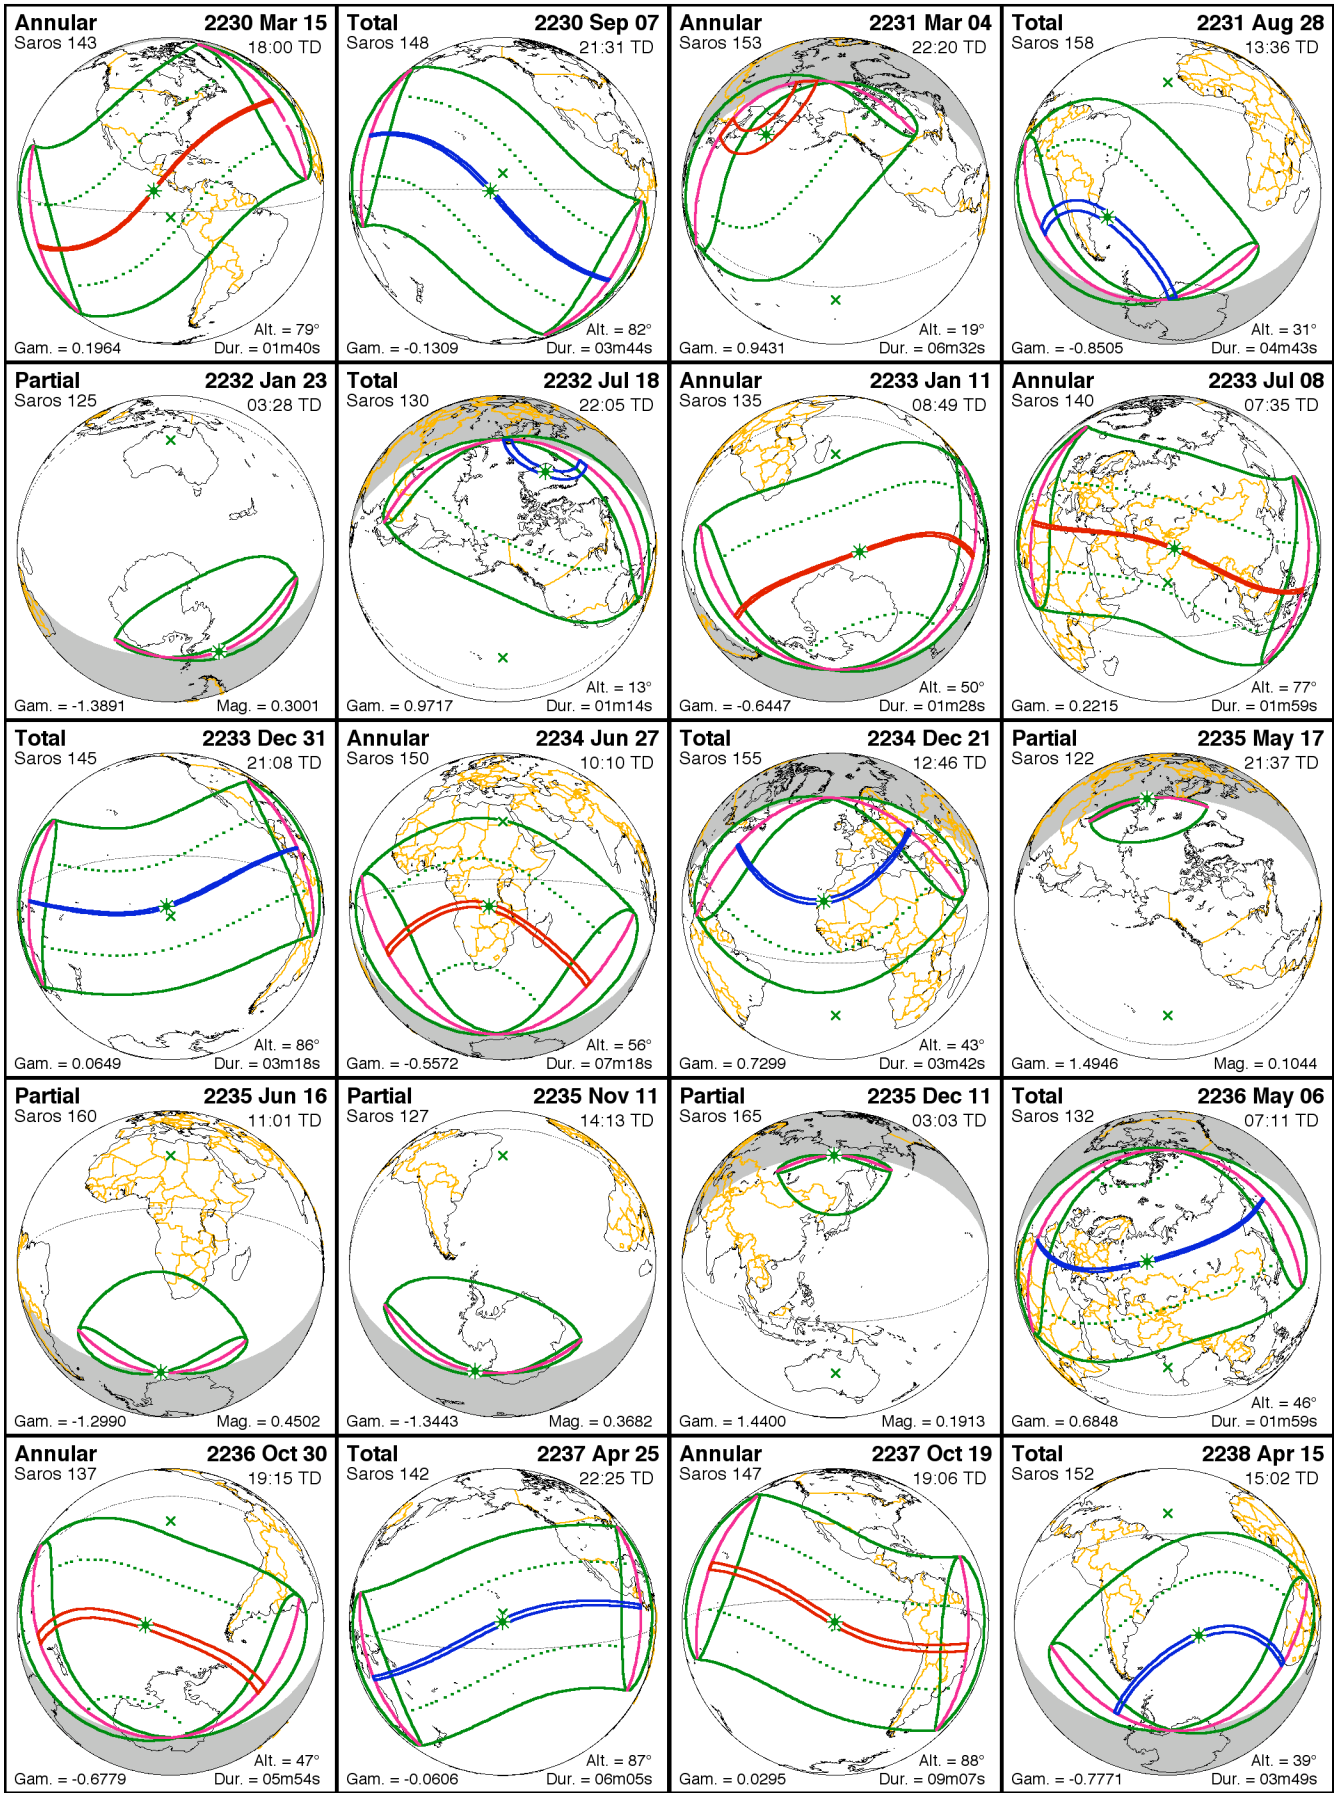 Annular 2230 Mar 15
Saros 143 18:00 TD
Alt. = 79°
Gam. = 0.1964 Dur. = 01m40s
Total 2230 Sep 07
Saros 148 21:31 TD
Alt. = 82°
Gam. = -0.1309 Dur. = 03m44s
Annular 2231 Mar 04
Saros 153 22:20 TD
Alt. = 19°
Gam. = 0.9431 Dur. = 06m32s
Total 2231 Aug 28
Saros 158 13:36 TD
Alt. = 31°
Gam. = -0.8505 Dur. = 04m43s
Partial 2232 Jan 23
Saros 125 03:28 TD
Gam. = -1.3891 Mag. = 0.3001
Total 2232 Jul 18
Saros 130 22:05 TD
Alt. = 13°
Gam. = 0.9717 Dur. = 01m14s
Annular 2233 Jan 11
Saros 135 08:49 TD
Alt. = 50°
Gam. = -0.6447 Dur. = 01m28s
Annular 2233 Jul 08
Saros 140 07:35 TD
Alt. = 77°
Gam. = 0.2215 Dur. = 01m59s
Total 2233 Dec 31
Saros 145 21:08 TD
Alt. = 86°
Gam. = 0.0649 Dur. = 03m18s
Annular 2234 Jun 27
Saros 150 10:10 TD
Alt. = 56°
Gam. = -0.5572 Dur. = 07m18s
Total 2234 Dec 21
Saros 155 12:46 TD
Alt. = 43°
Gam. = 0.7299 Dur. = 03m42s
Partial 2235 May 17
Saros 122 21:37 TD
Gam. = 1.4946 Mag. = 0.1044
Partial 2235 Jun 16
Saros 160 11:01 TD
Gam. = -1.2990 Mag. = 0.4502
Partial 2235 Nov 11
Saros 127 14:13 TD
Gam. = -1.3443 Mag. = 0.3682
Partial 2235 Dec 11
Saros 165 03:03 TD
Gam. = 1.4400 Mag. = 0.1913
Total 2236 May 06
Saros 132 07:11 TD
Alt. = 46°
Gam. = 0.6848 Dur. = 01m59s
Annular 2236 Oct 30
Saros 137 19:15 TD
Alt. = 47°
Gam. = -0.6779 Dur. = 05m54s
Total 2237 Apr 25
Saros 142 22:25 TD
Alt. = 87°
Gam. = -0.0606 Dur. = 06m05s
Annular 2237 Oct 19
Saros 147 19:06 TD
Alt. = 88°
Gam. = 0.0295 Dur. = 09m07s
Total 2238 Apr 15
Saros 152 15:02 TD
Alt. = 39°
Gam. = -0.7771 Dur. = 03m49s